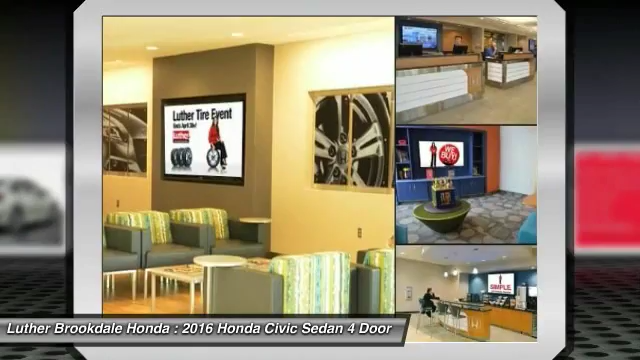 Luther Tire Event
Luther
WE
BUY
SIMPLE
Luther Brookdale Honda : 2016 Honda Civic Sedan 4 Door